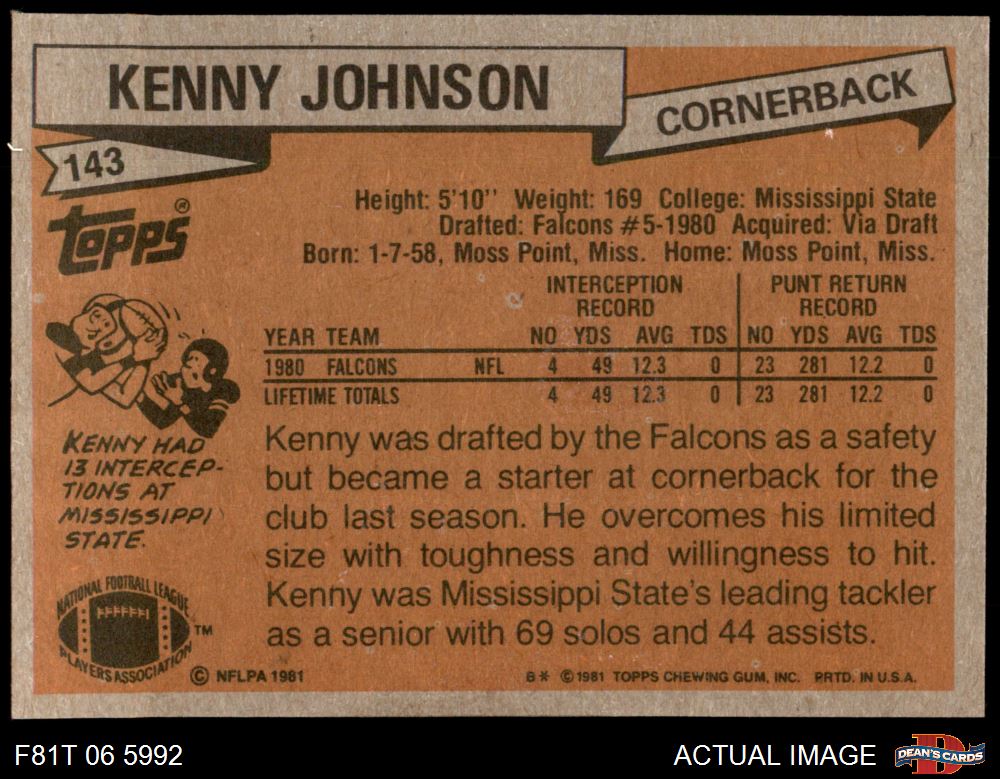 KENNY JOHNSON
CORNERBACK
143
TOPPS®
Height: 5'10'' Weight: 169 College: Mississippi State
Drafted: Falcons #5-1980 Acquired: Via Draft
Born: 1-7-58, Moss Point, Miss. Home: Moss Point, Miss.
INTERCEPTION RECORD PUNT RETURN RECORD
YEAR TEAM NO YDS AVG TDS NO YDS AVG TDS
1980 FALCONS NFL 4 49 12.3 0 23 281 12.2 0
LIFETIME TOTALS 4 49 12.3 0 23 281 12.2 0
KENNY HAD
13 INTERCEP-
TIONS AT
MISSISSIPPI
STATE.
Kenny was drafted by the Falcons as a safety
but became a starter at cornerback for the
club last season. He overcomes his limited
size with toughness and willingness to hit.
Kenny was Mississippi State's leading tackler
as a senior with 69 solos and 44 assists.
NATIONAL FOOTBALL LEAGUE
PLAYERS ASSOCIATION
TM
© NFLPA 1981
B* ©1981 TOPPS CHEWING GUM, INC. PRTD. IN U.S.A.
F81T 06 5992
ACTUAL IMAGE
DEAN'S CARDS